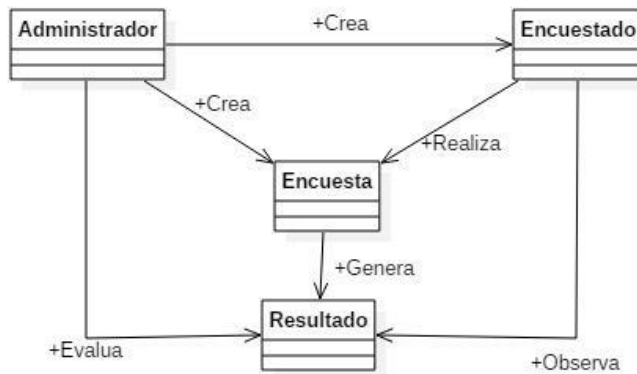 Administrador
+Crea
Encuestado
+Crea
+Realiza
Encuesta
+Genera
Resultado
+Evalua
+Observa